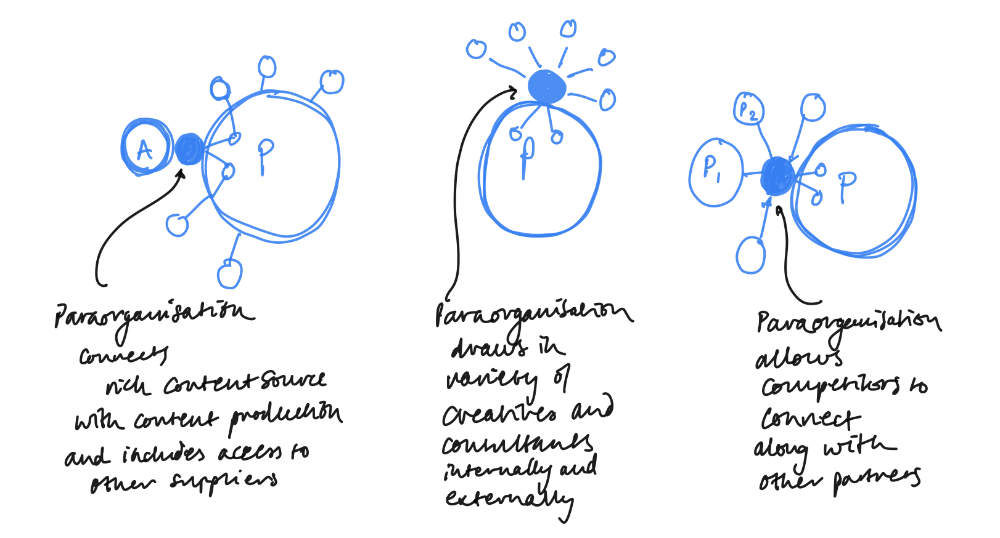 A
P
Paraorganisation
connects
rich content source
with content production
and includes access to
other suppliers
P
Paraorganisation
draws in
variety of
creatives and
consultants
internally and
externally
P2
P1
P
Paraorganisation
allows
competitors to
connect
along with
other partners